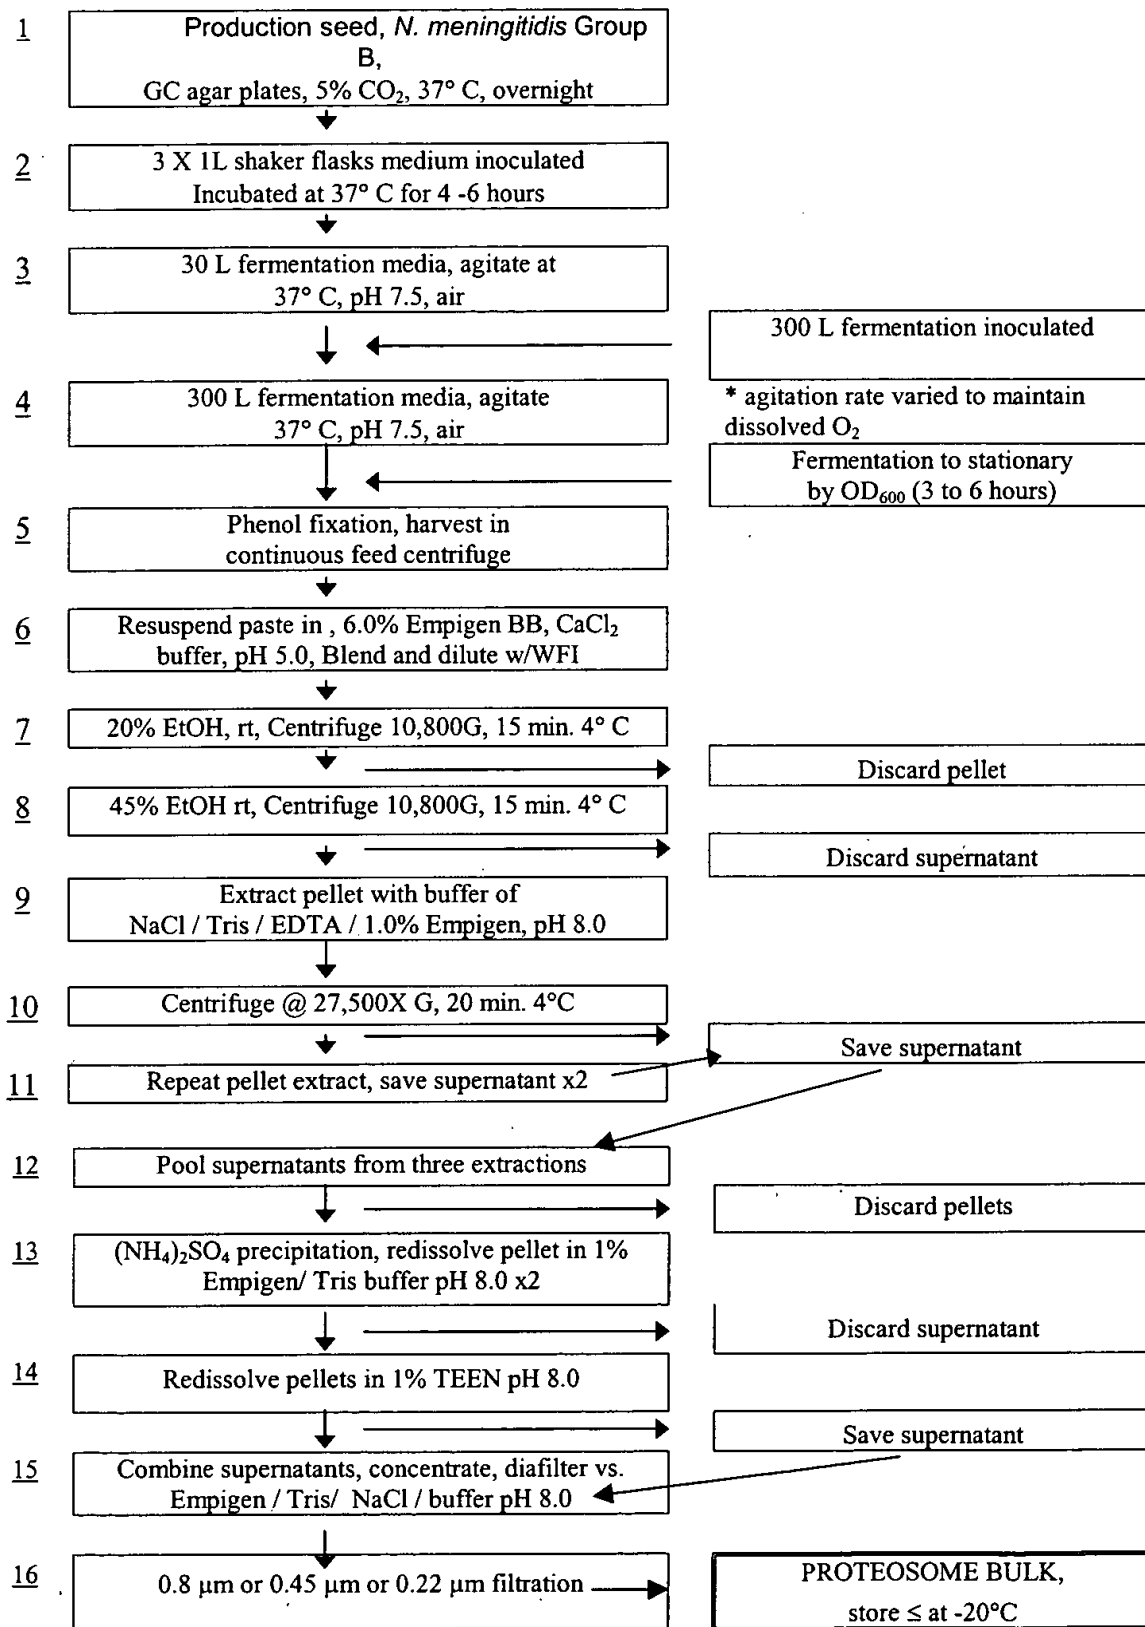 1
Production seed, N. meningitidis Group
B,
GC agar plates, 5% CO₂, 37° C, overnight
2
3 X 1L shaker flasks medium inoculated
Incubated at 37° C for 4 -6 hours
3
30 L fermentation media, agitate at
37° C, pH 7.5, air
300 L fermentation inoculated
4
300 L fermentation media, agitate
37° C, pH 7.5, air
* agitation rate varied to maintain
dissolved O₂
Fermentation to stationary
by OD₆₀₀ (3 to 6 hours)
5
Phenol fixation, harvest in
continuous feed centrifuge
6
Resuspend paste in , 6.0% Empigen BB, CaCl₂
buffer, pH 5.0, Blend and dilute w/WFI
7
20% EtOH, rt, Centrifuge 10,800G, 15 min. 4° C
Discard pellet
8
45% EtOH rt, Centrifuge 10,800G, 15 min. 4° C
Discard supernatant
9
Extract pellet with buffer of
NaCl / Tris / EDTA / 1.0% Empigen, pH 8.0
10
Centrifuge @ 27,500X G, 20 min. 4°C
Save supernatant
11
Repeat pellet extract, save supernatant x2
12
Pool supernatants from three extractions
Discard pellets
13
(NH₄)₂SO₄ precipitation, redissolve pellet in 1%
Empigen/ Tris buffer pH 8.0 x2
Discard supernatant
14
Redissolve pellets in 1% TEEN pH 8.0
Save supernatant
15
Combine supernatants, concentrate, diafilter vs.
Empigen / Tris/ NaCl / buffer pH 8.0
16
0.8 µm or 0.45 µm or 0.22 µm filtration
PROTEOSOME BULK,
store ≤ at -20°C